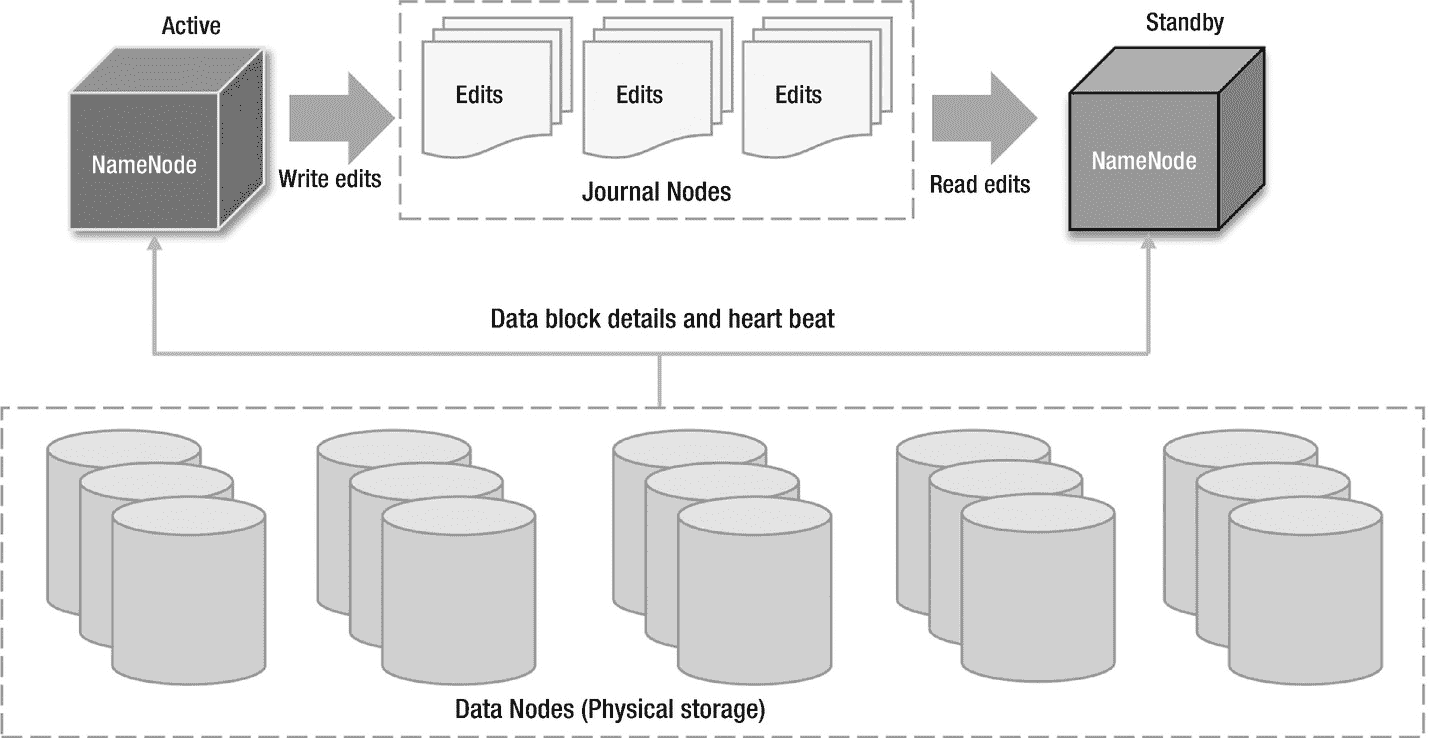 Active
Standby
Edits
Edits
Edits
NameNode
NameNode
Write edits
Read edits
Journal Nodes
Data block details and heart beat
Data Nodes (Physical storage)